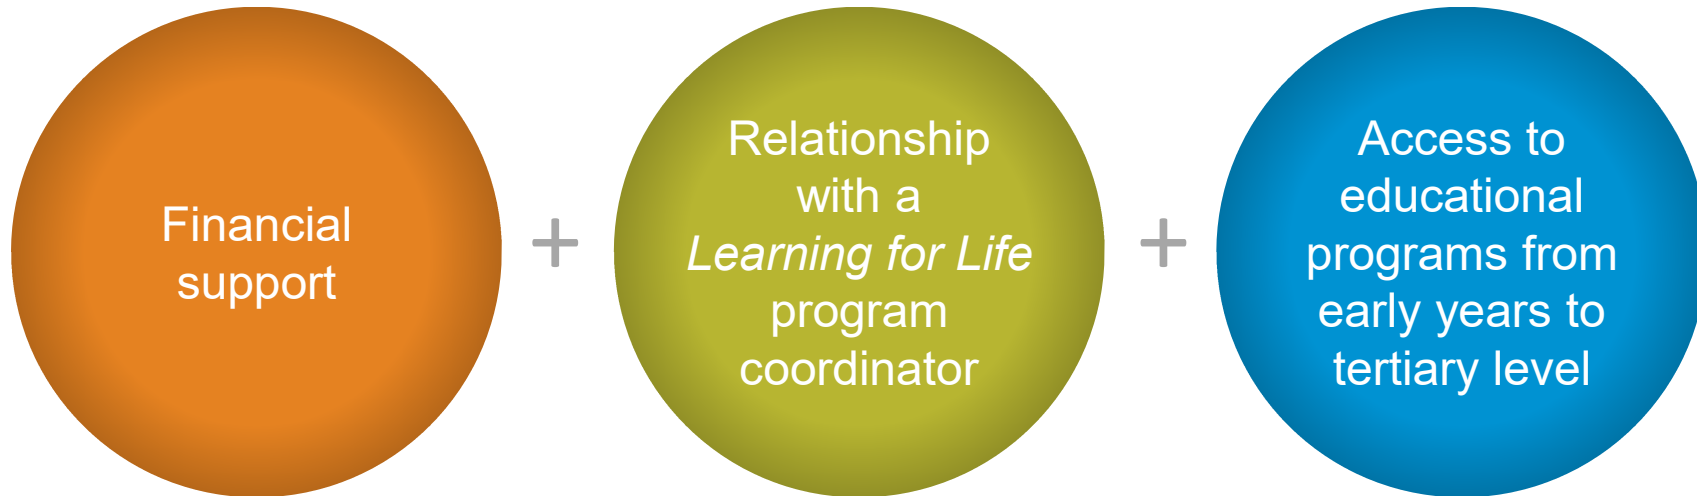 Financial
support
+
Relationship
with a
Learning for Life
program
coordinator
+
Access to
educational
programs from
early years to
tertiary level